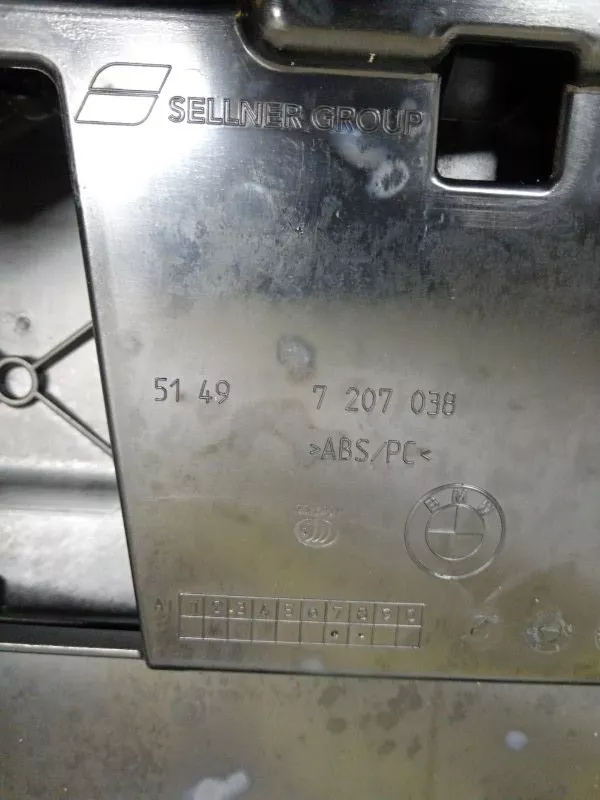 SELLNER GROUP
51 49 7 207 038
>ABS/PC<
BMW
A 1 2 3 4 5 6 7 8 9 0